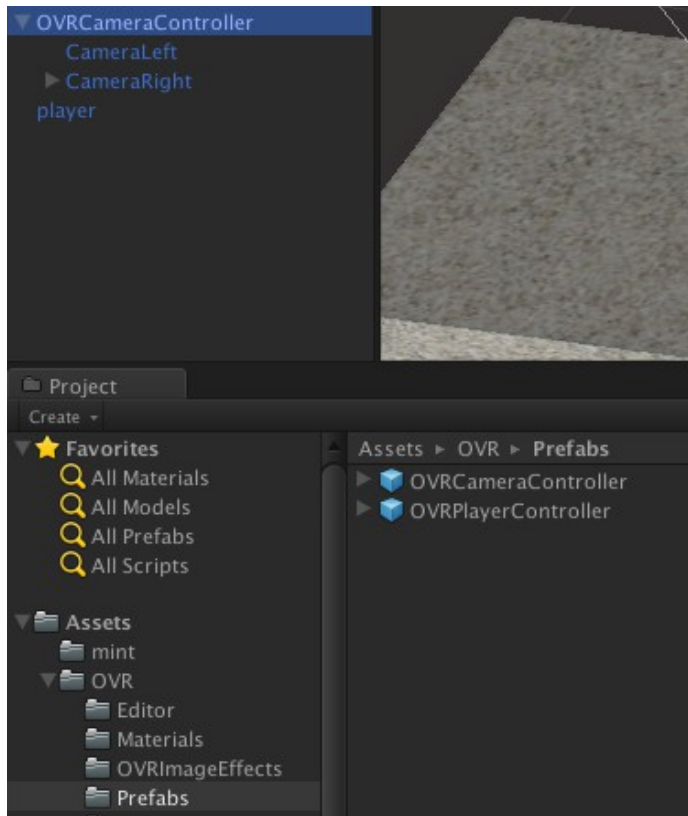 OVRCameraController
CameraLeft
CameraRight
player
Project
Create
Favorites
All Materials
All Models
All Prefabs
All Scripts
Assets
mint
OVR
Editor
Materials
OVRImageEffects
Prefabs
Assets ▸ OVR ▸ Prefabs
OVRCameraController
OVRPlayerController